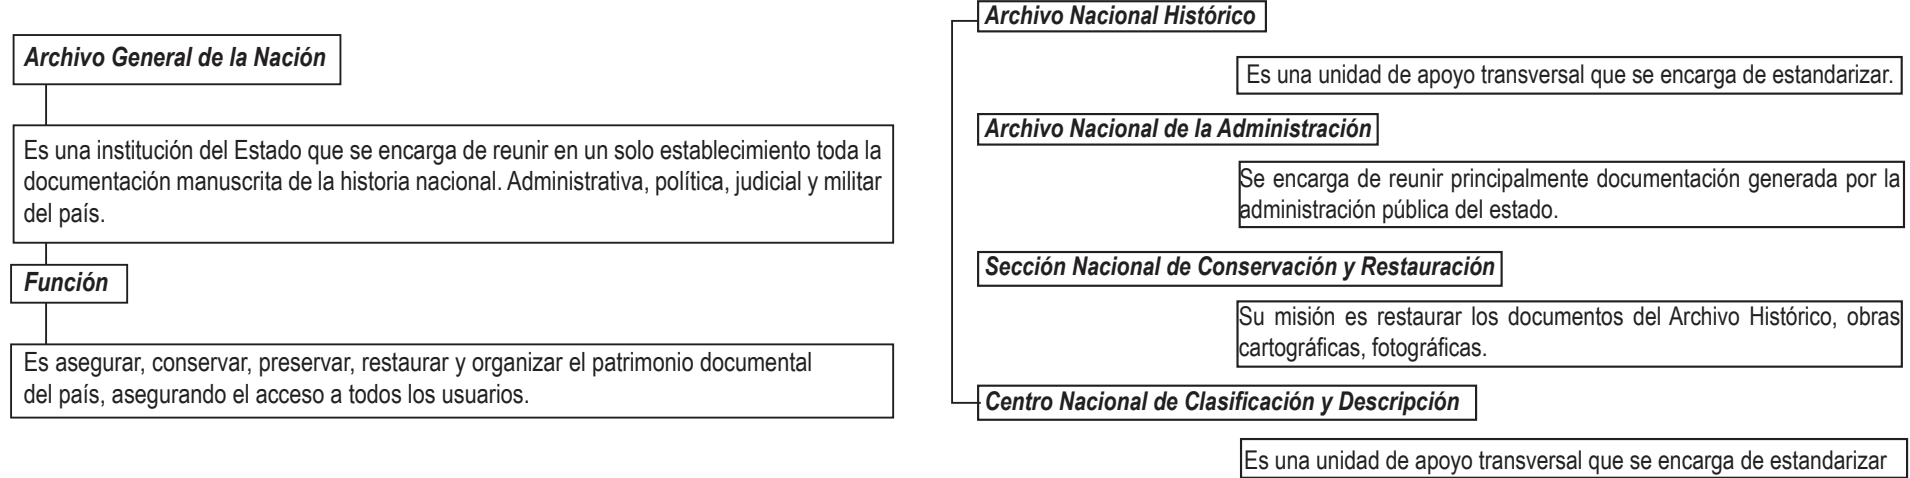 Archivo General de la Nación
Es una institución del Estado que se encarga de reunir en un solo establecimiento toda la
documentación manuscrita de la historia nacional. Administrativa, política, judicial y militar
del país.
Función
Es asegurar, conservar, preservar, restaurar y organizar el patrimonio documental
del país, asegurando el acceso a todos los usuarios.
Archivo Nacional Histórico
Es una unidad de apoyo transversal que se encarga de estandarizar.
Archivo Nacional de la Administración
Se encarga de reunir principalmente documentación generada por la
administración pública del estado.
Sección Nacional de Conservación y Restauración
Su misión es restaurar los documentos del Archivo Histórico, obras
cartográficas, fotográficas.
Centro Nacional de Clasificación y Descripción
Es una unidad de apoyo transversal que se encarga de estandarizar